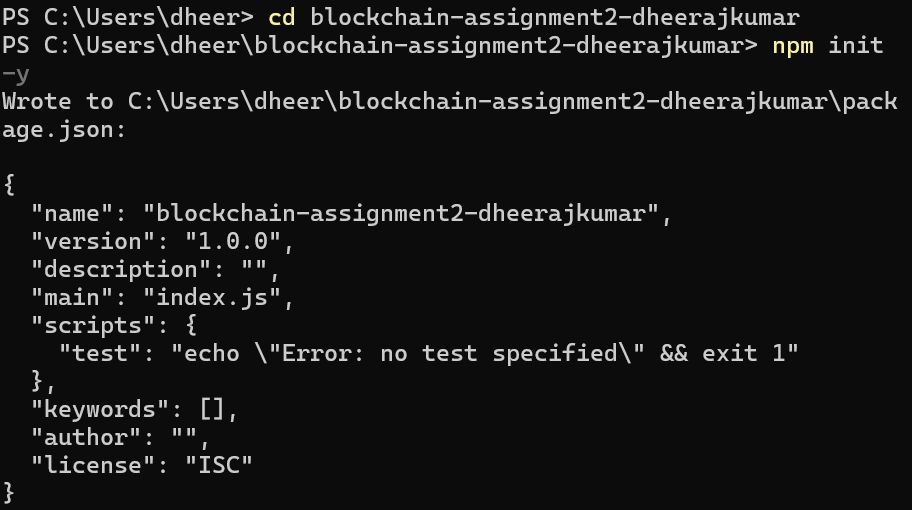 PS C:\Users\dheer> cd blockchain-assignment2-dheerajkumar
PS C:\Users\dheer\blockchain-assignment2-dheerajkumar> npm init
-y
Wrote to C:\Users\dheer\blockchain-assignment2-dheerajkumar\pack
age.json:

{
  "name": "blockchain-assignment2-dheerajkumar",
  "version": "1.0.0",
  "description": "",
  "main": "index.js",
  "scripts": {
    "test": "echo \"Error: no test specified\" && exit 1"
  },
  "keywords": [],
  "author": "",
  "license": "ISC"
}